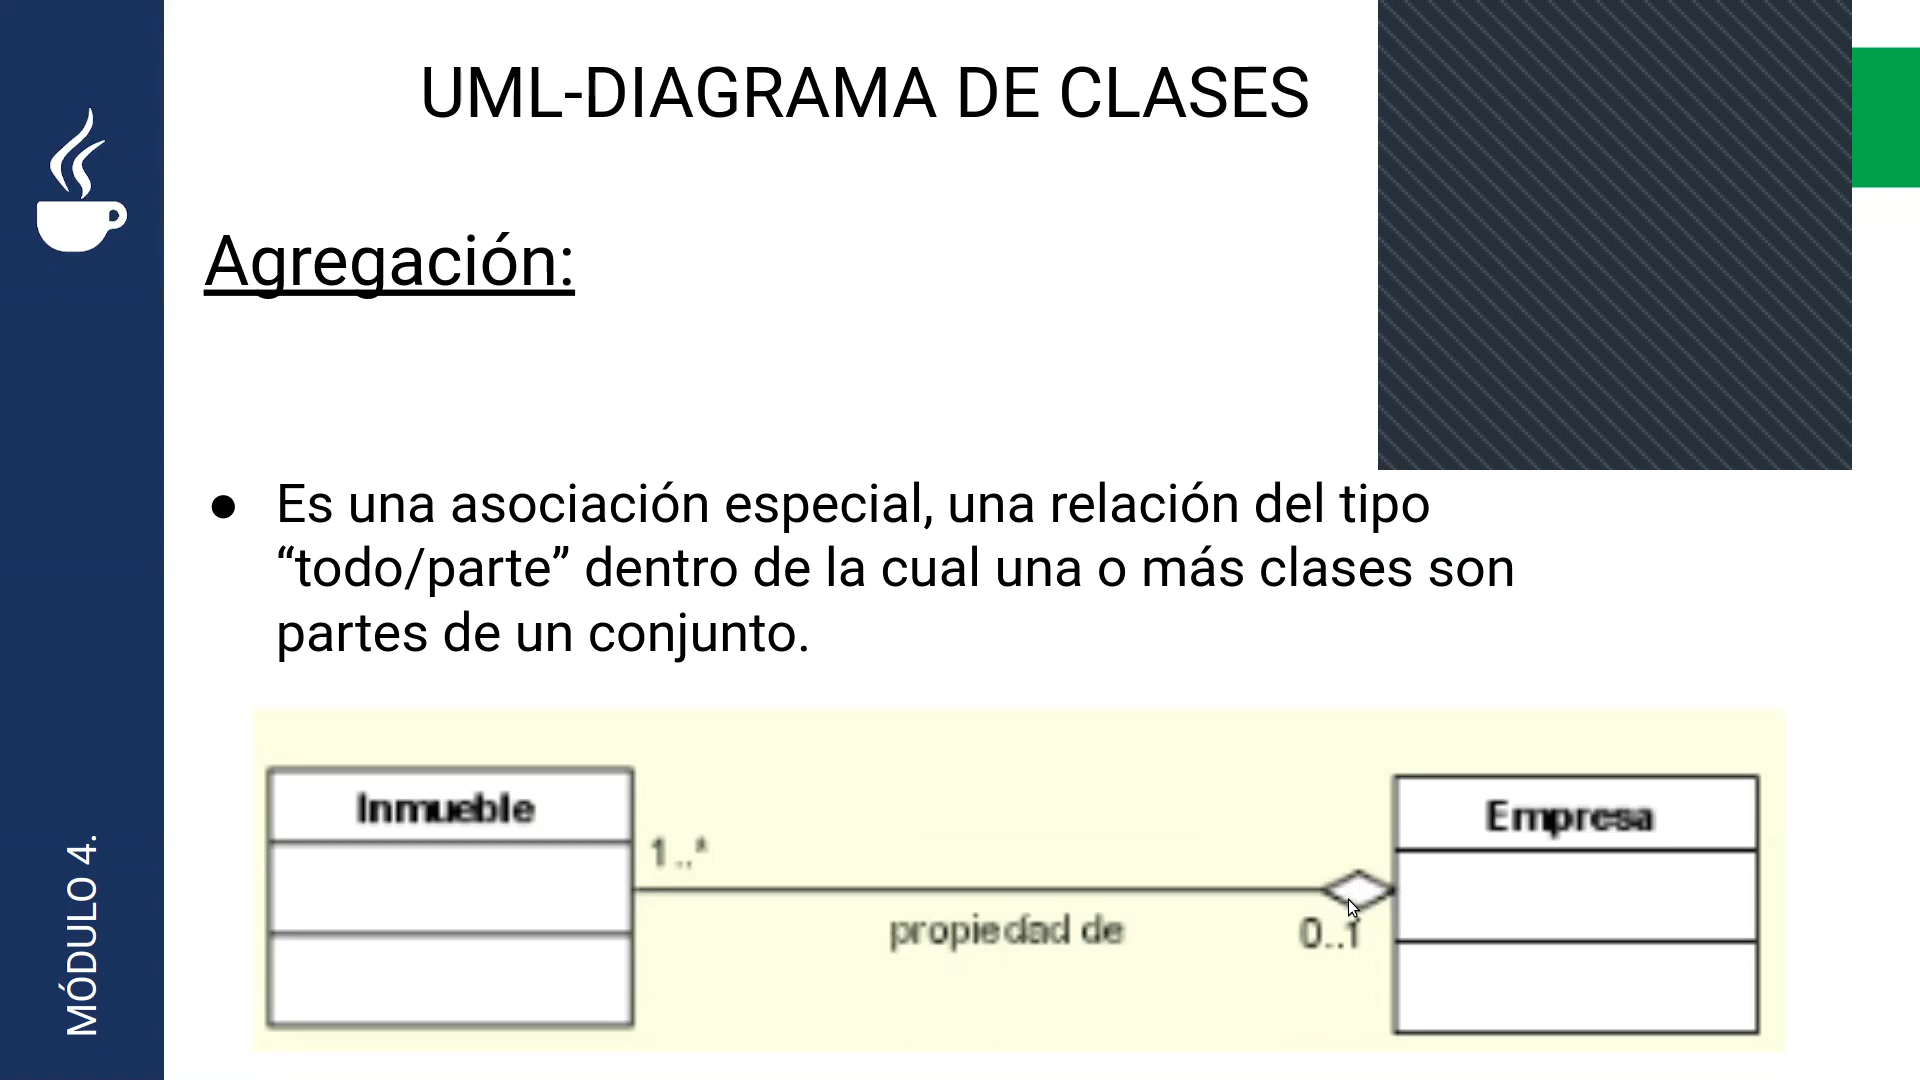 UML-DIAGRAMA DE CLASES
Agregación:
● Es una asociación especial, una relación del tipo
“todo/parte” dentro de la cual una o más clases son
partes de un conjunto.
Inmueble
1..*
propiedad de
0..1
Empresa
MÓDULO 4.